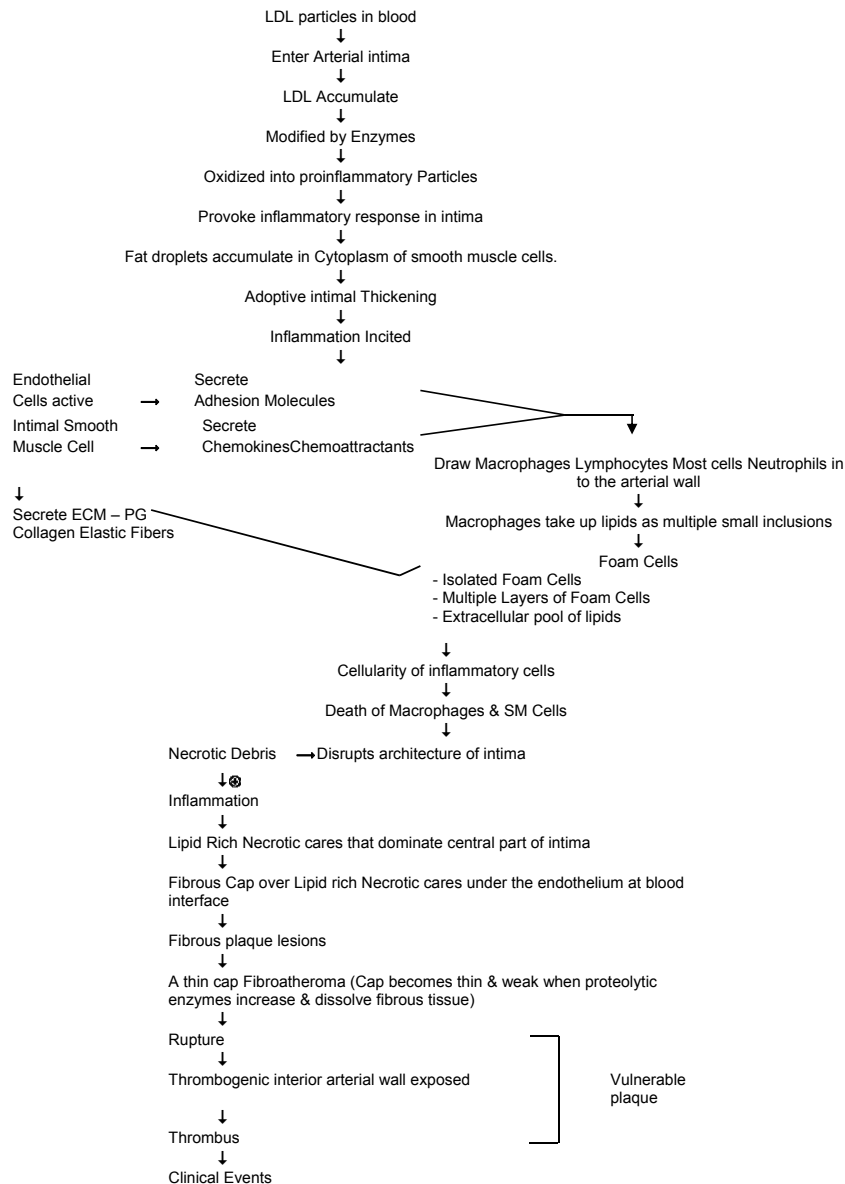 LDL particles in blood
Enter Arterial intima
LDL Accumulate
Modified by Enzymes
Oxidized into proinflammatory Particles
Provoke inflammatory response in intima
Fat droplets accumulate in Cytoplasm of smooth muscle cells.
Adoptive intimal Thickening
Inflammation Incited
Endothelial Secrete
Cells active → Adhesion Molecules
Intimal Smooth Secrete
Muscle Cell → ChemokinesChemoattractants
Draw Macrophages Lymphocytes Most cells Neutrophils in
to the arterial wall
Secrete ECM – PG
Collagen Elastic Fibers
Macrophages take up lipids as multiple small inclusions
Foam Cells
- Isolated Foam Cells
- Multiple Layers of Foam Cells
- Extracellular pool of lipids
Cellularity of inflammatory cells
Death of Macrophages & SM Cells
Necrotic Debris → Disrupts architecture of intima
Inflammation
Lipid Rich Necrotic cares that dominate central part of intima
Fibrous Cap over Lipid rich Necrotic cares under the endothelium at blood
interface
Fibrous plaque lesions
A thin cap Fibroatheroma (Cap becomes thin & weak when proteolytic
enzymes increase & dissolve fibrous tissue)
Rupture
Thrombogenic interior arterial wall exposed
Vulnerable
plaque
Thrombus
Clinical Events